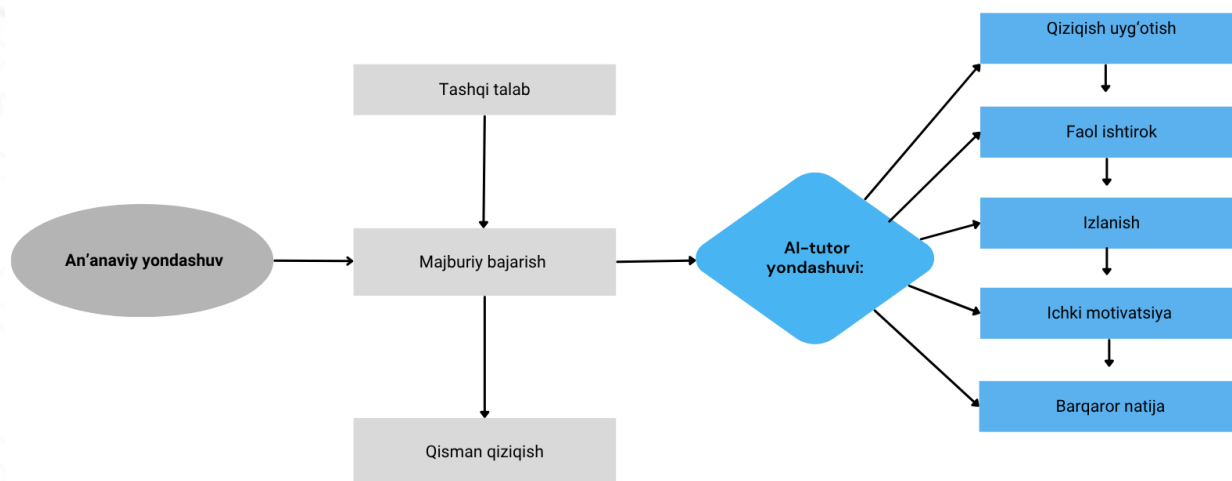 An’anaviy yondashuv
Tashqi talab
Majburiy bajarish
Qisman qiziqish
AI-tutor
yondashuvi:
Qiziqish uyg‘otish
Faol ishtirok
Izlanish
Ichki motivatsiya
Barqaror natija